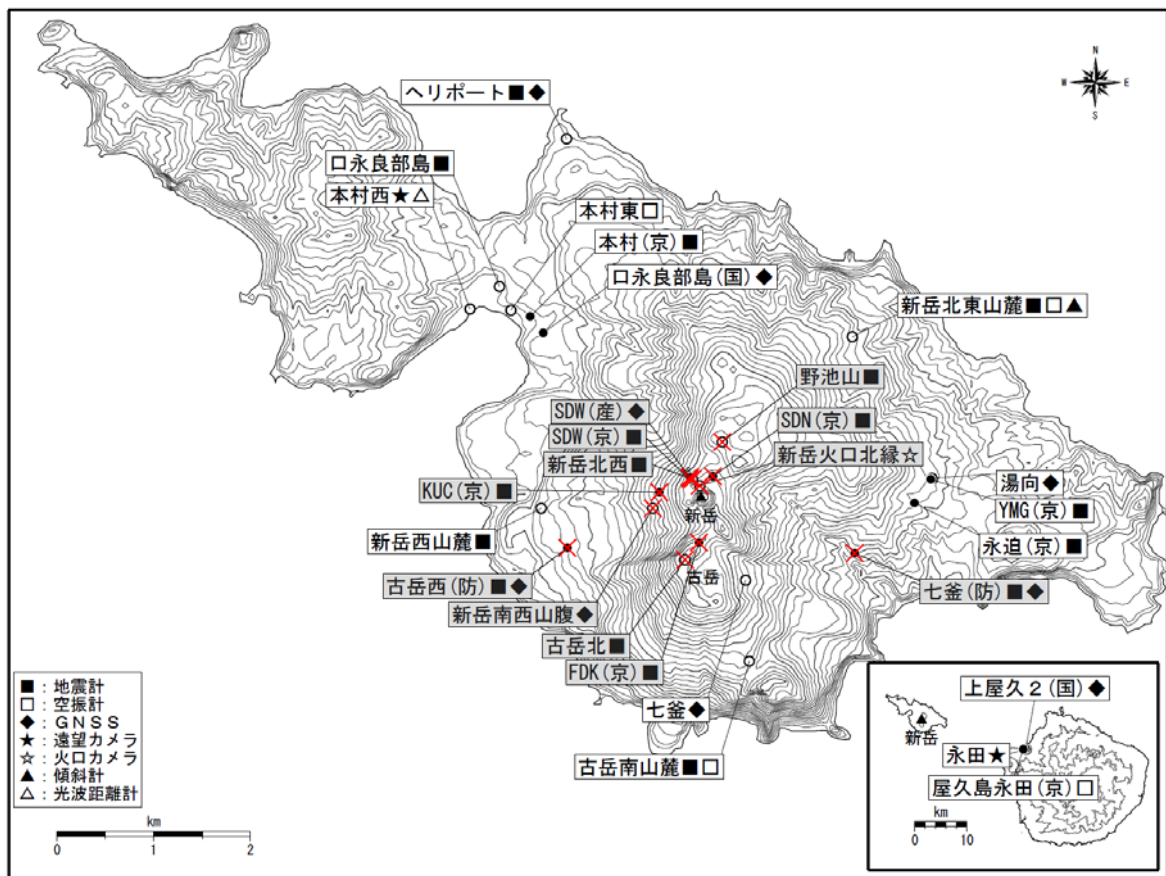 N
W E
S
ヘリポート■◆
口永良部島■
本村西★△
本村東□
本村(京)■
口永良部島(国)◆
新岳北東山麓■□▲
野池山■
SDW(産)◆
SDN(京)■
SDW(京)■
新岳北西■
新岳火口北縁☆
KUC(京)■
新岳
湯向◆
YMG(京)■
新岳西山麓■
永迫(京)■
古岳西(防)■◆
古岳
七釜(防)■◆
新岳南西山腹◆
古岳北■
FDK(京)■
七釜◆
古岳南山麓■□
■：地震計
□：空振計
◆：GNSS
★：遠望カメラ
☆：火口カメラ
▲：傾斜計
△：光波距離計
km
0 1 2
上屋久２(国)◆
新岳
永田★
屋久島永田(京)□
km
0 10